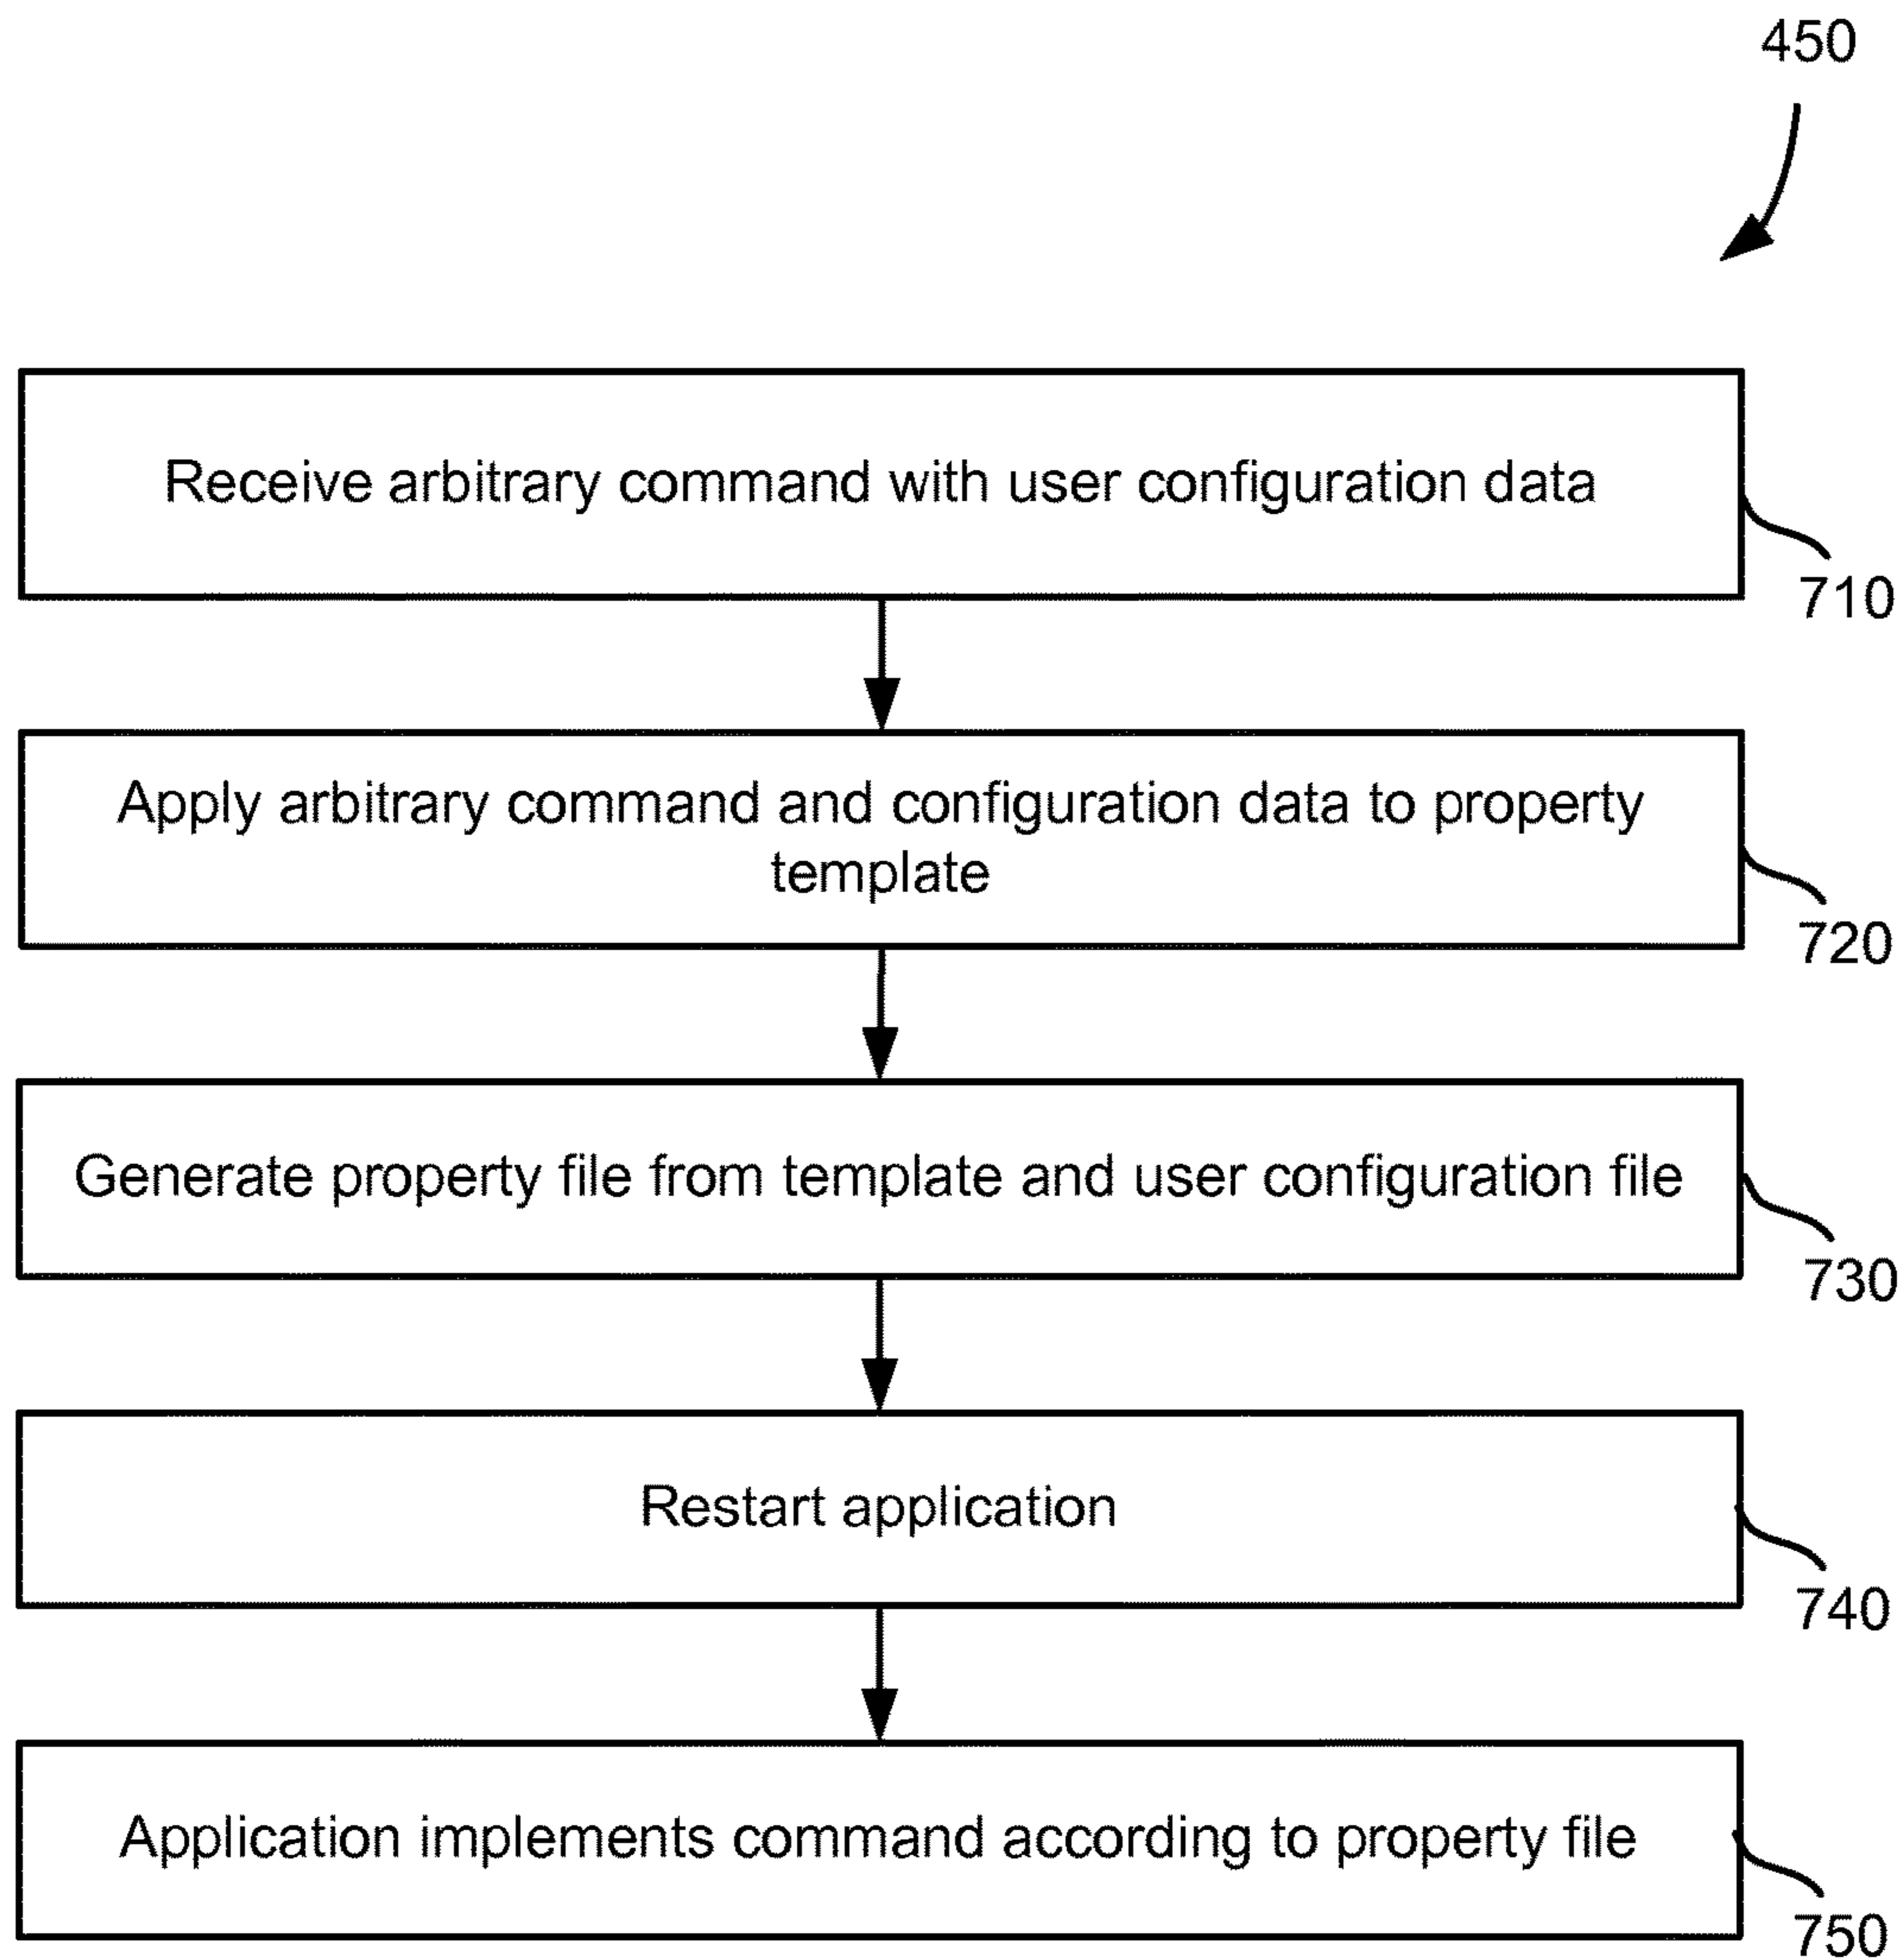 450
Receive arbitrary command with user configuration data
710
Apply arbitrary command and configuration data to property
template
720
Generate property file from template and user configuration file
730
Restart application
740
Application implements command according to property file
750